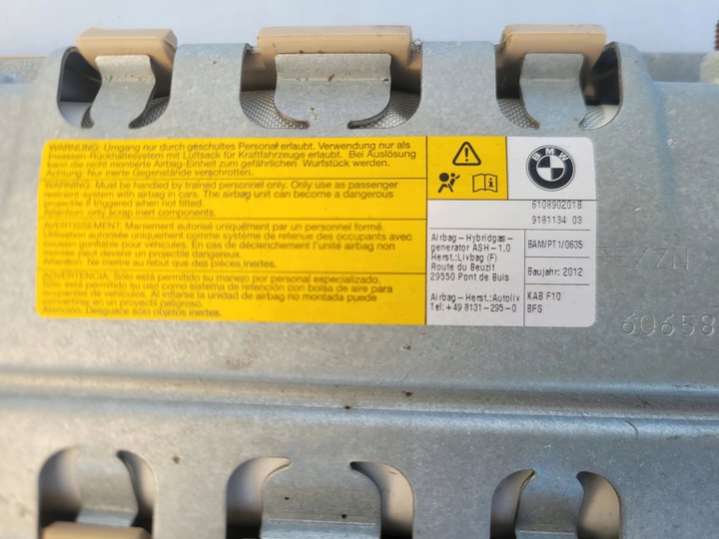 WARNUNG: Umgang nur durch geschultes Personal erlaubt. Verwendung nur als
Insassen-Rückhaltesystem mit Luftsack für Kraftfahrzeuge erlaubt. Bei Auslösung
kann die nicht montierte Airbag-Einheit zum gefährlichen Wurfstück werden.
Achtung: Nur inerte Gegenstände verschrotten.
WARNING: Must be handled by trained personnel only. Only use as passenger
restraint system with airbag in cars. The airbag unit can become a dangerous
projectile if triggered when not fitted.
Attention: only scrap inert components.
AVERTISSEMENT: Maniement autorisé uniquement par un personnel formé.
Utilisation autorisée uniquement comme système de retenue des occupants avec
coussin gonflable pour véhicules. En cas de déclenchement l'unité airbag non
montée peut devenir un projectile dangereux.
Attention: Ne mettre au rebut que des pièces inertes.
ADVERTENCIA: Sólo está permitido su manejo por personal especializado.
Sólo está permitido su uso como sistema de retención con bolsa de aire para
vehículos. Al inflarse la unidad de airbag no montada puede
convertirse en un proyectil peligroso.
Atención: Desguace sólo objetos inertes.
BMW
6108902018
9181134 03
Airbag-Hybridgas-
generator ASH-1,0
Herst.:Livbag (F)
Route du Beuzit
29550 Pont de Buis
BAM/PT1/0635
Baujahr: 2012
Airbag-Herst.:Autoliv
Tel:+49 8131-295-0
KAB F10
BFS
60658